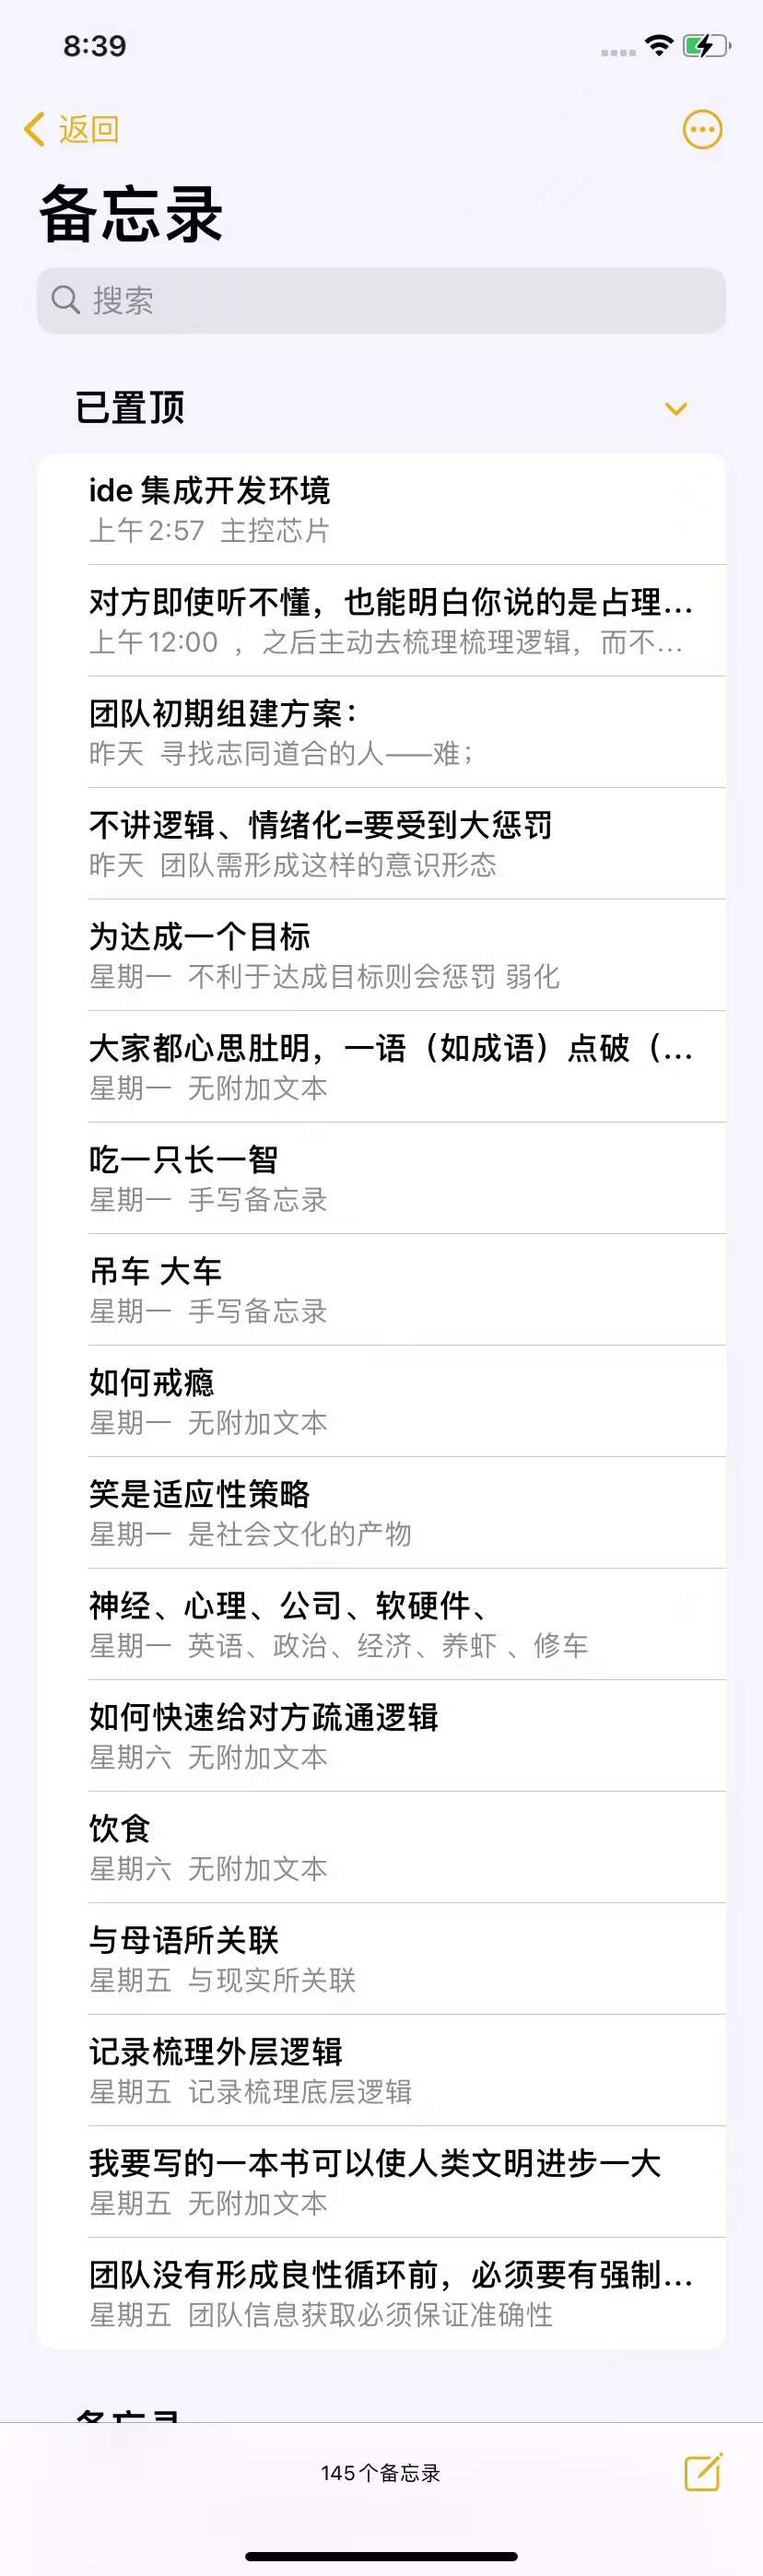 8:39
返回
备忘录
搜索
已置顶
ide 集成开发环境
上午2:57 主控芯片
对方即使听不懂，也能明白你说的是占理...
上午12:00 ，之后主动去梳理梳理逻辑，而不...
团队初期组建方案：
昨天 寻找志同道合的人——难；
不讲逻辑、情绪化=要受到大惩罚
昨天 团队需形成这样的意识形态
为达成一个目标
星期一 不利于达成目标则会惩罚 弱化
大家都心思肚明，一语（如成语）点破（...
星期一 无附加文本
吃一只长一智
星期一 手写备忘录
吊车 大车
星期一 手写备忘录
如何戒瘾
星期一 无附加文本
笑是适应性策略
星期一 是社会文化的产物
神经、心理、公司、软硬件、
星期一 英语、政治、经济、养虾 、修车
如何快速给对方疏通逻辑
星期六 无附加文本
饮食
星期六 无附加文本
与母语所关联
星期五 与现实所关联
记录梳理外层逻辑
星期五 记录梳理底层逻辑
我要写的一本书可以使人类文明进步一大
星期五 无附加文本
团队没有形成良性循环前，必须要有强制...
星期五 团队信息获取必须保证准确性
备忘录
145个备忘录